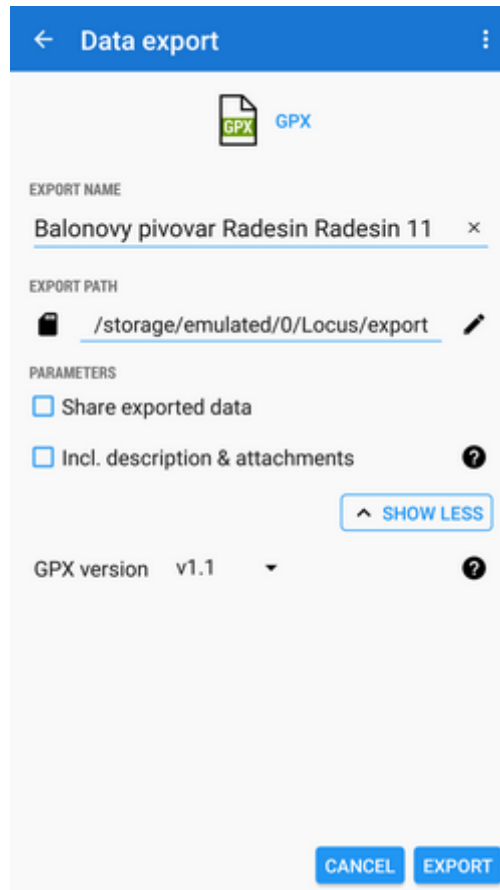 Data export
GPX GPX
EXPORT NAME
Balonovy pivovar Radesin Radesin 11
EXPORT PATH
/storage/emulated/0/Locus/export
PARAMETERS
Share exported data
Incl. description & attachments
SHOW LESS
GPX version v1.1
CANCEL EXPORT